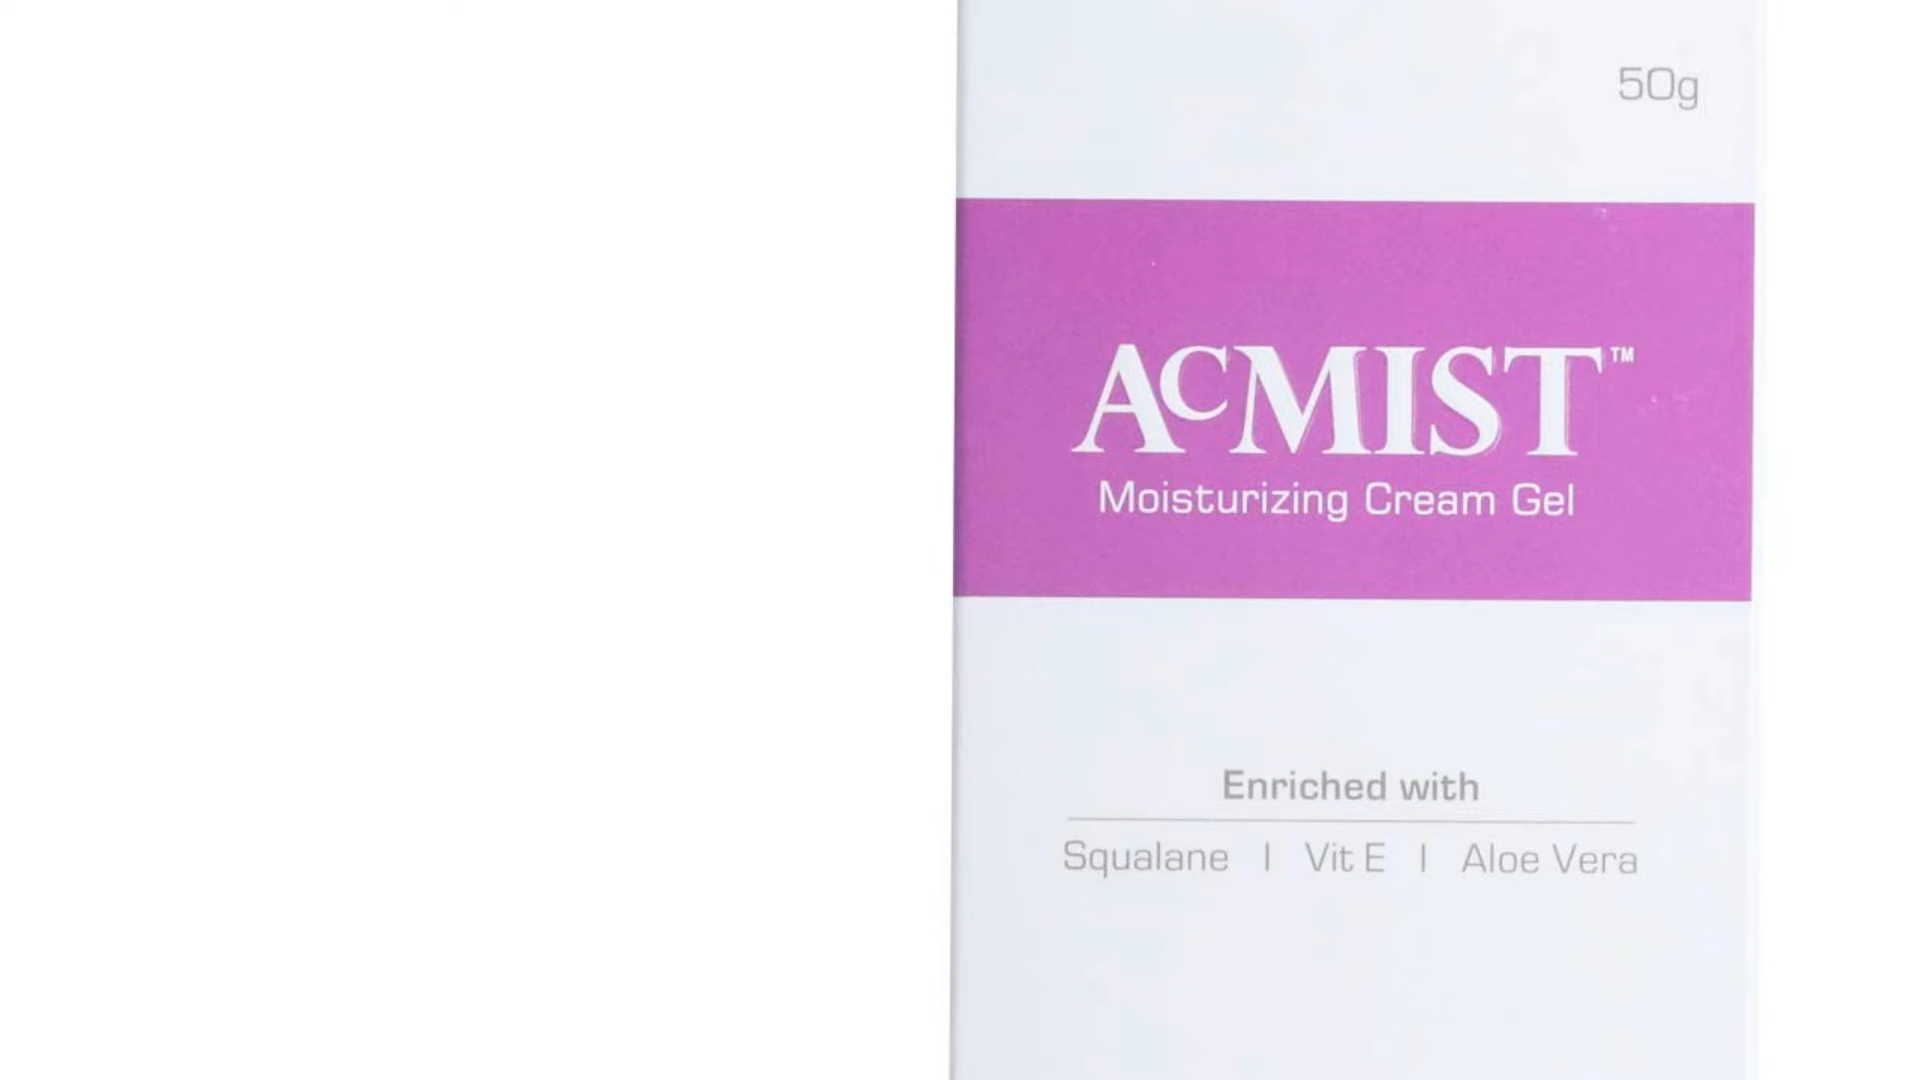 50g
ACMIST™
Moisturizing Cream Gel
Enriched with
Squalane | Vit E | Aloe Vera